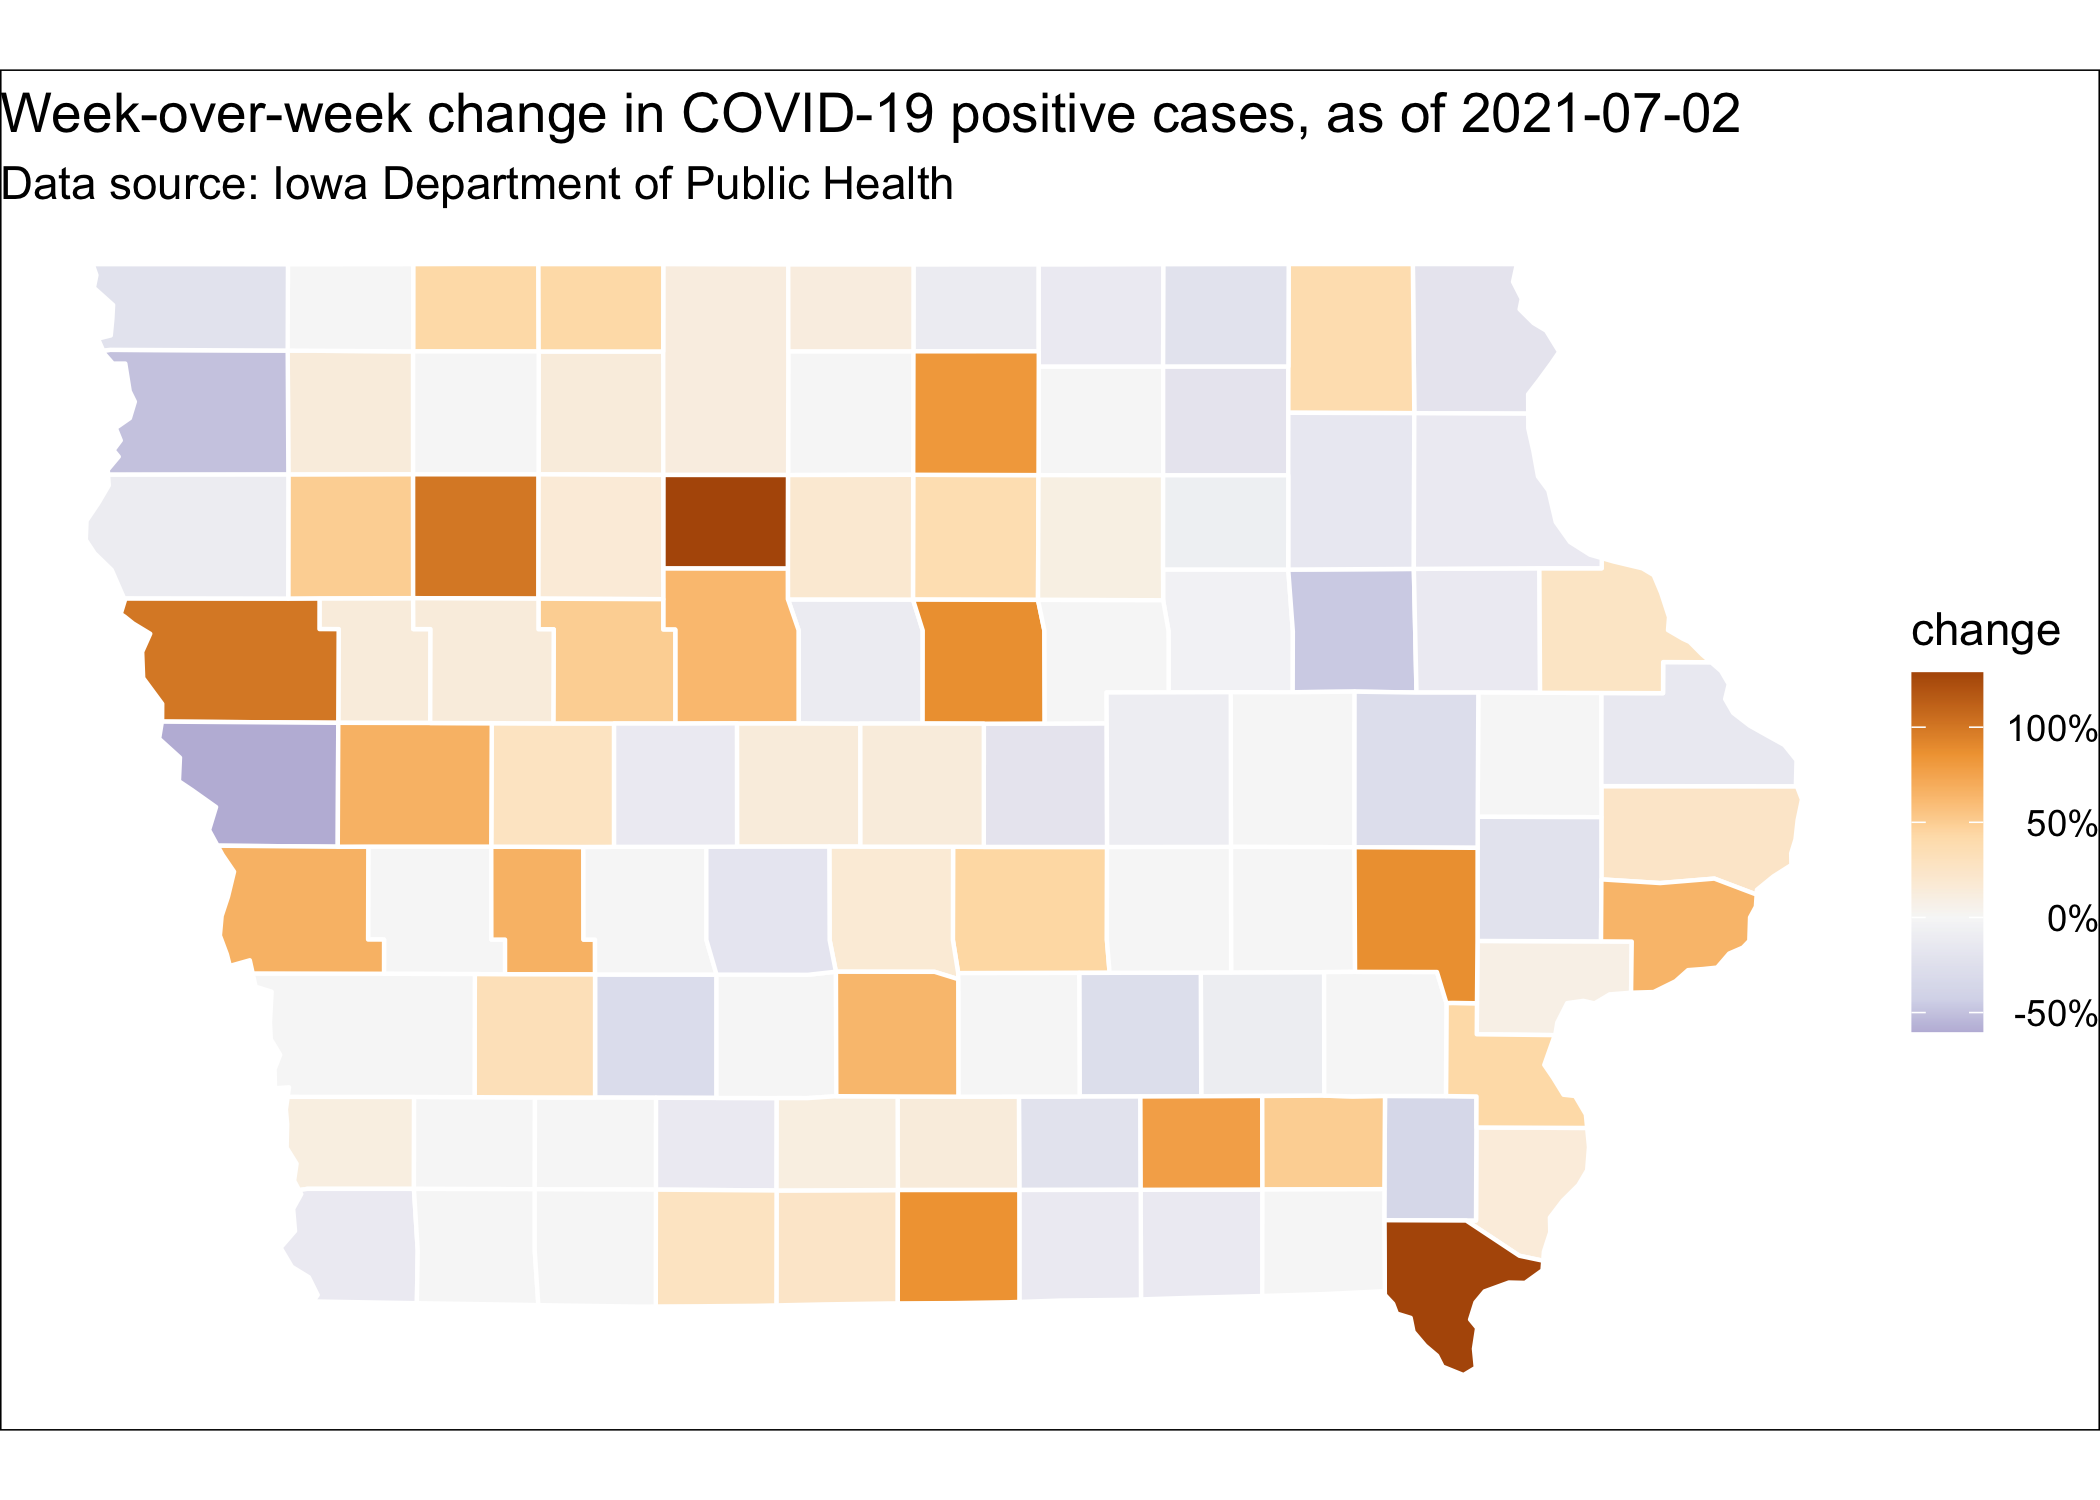 Week-over-week change in COVID-19 positive cases, as of 2021-07-02
Data source: Iowa Department of Public Health
change
100%
50%
0%
-50%